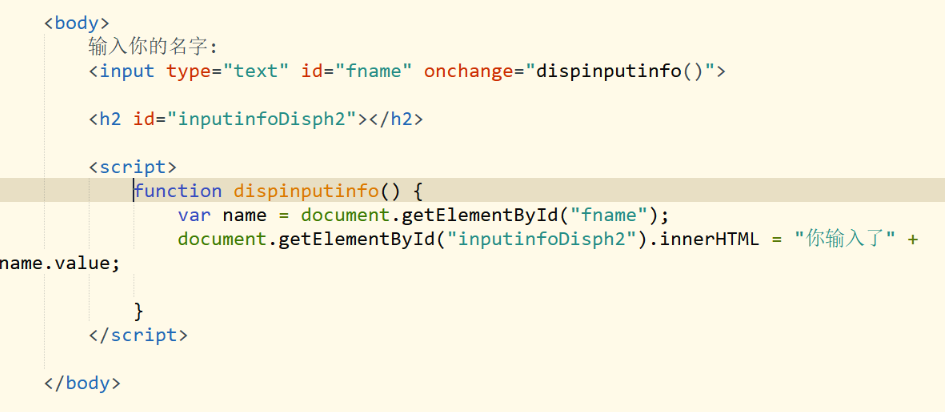 <body>
输入你的名字:
<input type="text" id="fname" onchange="dispinputinfo()">
<h2 id="inputinfoDisph2"></h2>
<script>
function dispinputinfo() {
var name = document.getElementById("fname");
document.getElementById("inputinfoDisph2").innerHTML = "你输入了" +
name.value;
}
</script>
</body>